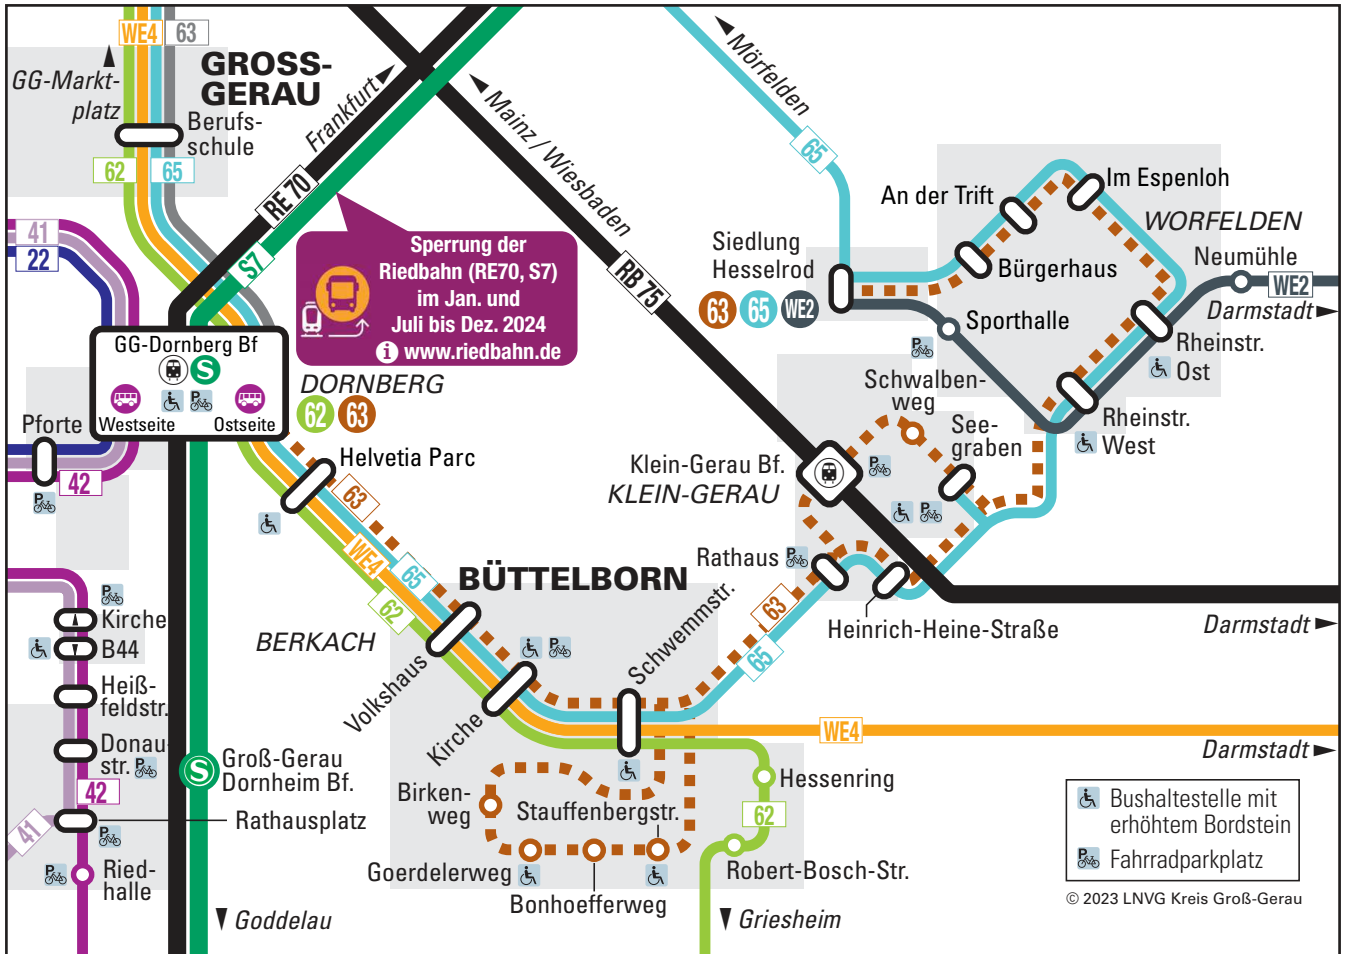 WE4
63
GG-Markt-
platz
GROSS-
GERAU
Berufs-
schule
62
65
41
22
Frankfurt
RE 70
S7
Mainz / Wiesbaden
RB 75
Mörfelden
65
Sperrung der
Riedbahn (RE70, S7)
im Jan. und
Juli bis Dez. 2024
i www.riedbahn.de
GG-Dornberg Bf
S
Westseite
Ostseite
DORNBERG
62
63
Pforte
P
42
Helvetia Parc
63
WE4
65
62
Siedlung
Hesselrod
63
65
WE2
An der Trift
Im Espenloh
WORFELDEN
Bürgerhaus
Neumühle
WE2
Darmstadt
Sporthalle
Rheinstr.
Ost
Rheinstr.
West
Schwalben-
weg
See-
graben
Klein-Gerau Bf.
KLEIN-GERAU
Rathaus
Heinrich-Heine-Straße
63
65
Darmstadt
BÜTTELBORN
BERKACH
Volkshaus
Kirche
Schwemmstr.
WE4
Darmstadt
Kirche
B44
Heiß-
feldstr.
Donau-
str.
42
41
Rathausplatz
Ried-
halle
S
Groß-Gerau
Dornheim Bf.
Goddelau
Birken-
weg
Stauffenbergstr.
Goerdelerweg
Bonhoefferweg
Hessenring
62
Robert-Bosch-Str.
Griesheim
Bushaltestelle mit
erhöhtem Bordstein
P
Fahrradparkplatz
© 2023 LNVG Kreis Groß-Gerau